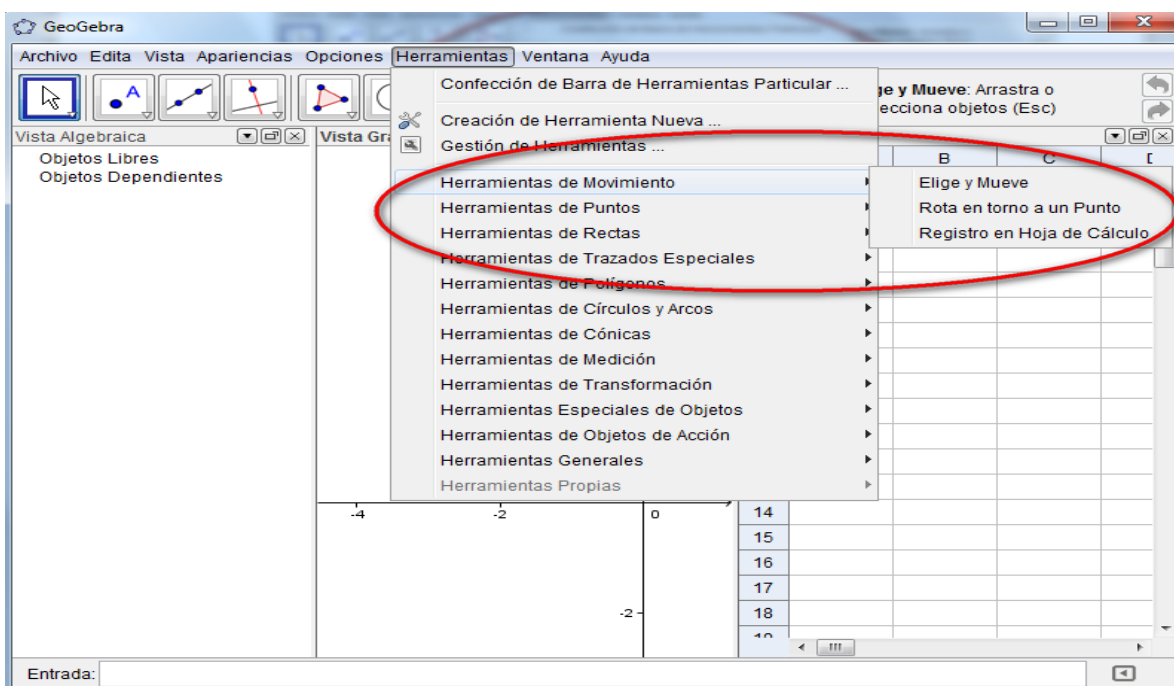 GeoGebra
Archivo Edita Vista Apariencias Opciones Herramientas Ventana Ayuda
A
Confección de Barra de Herramientas Particular ...
Creación de Herramienta Nueva ...
Gestión de Herramientas ...
y Mueve: Arrastra o
objetos (Esc)
Vista Algebraica
Vista
Objetos Libres
Objetos Dependientes
B C
Herramientas de Movimiento
Herramientas de Puntos
Herramientas de Rectas
Herramientas de Trazados Especiales
Herramientas de Polígonos
Herramientas de Círculos y Arcos
Herramientas de Cónicas
Herramientas de Medición
Herramientas de Transformación
Herramientas Especiales de Objetos
Herramientas de Objetos de Acción
Herramientas Generales
Herramientas Propias
Elige y Mueve
Rota en torno a un Punto
Registro en Hoja de Cálculo
-4 -2 0
-2
14
15
16
17
18
Entrada: